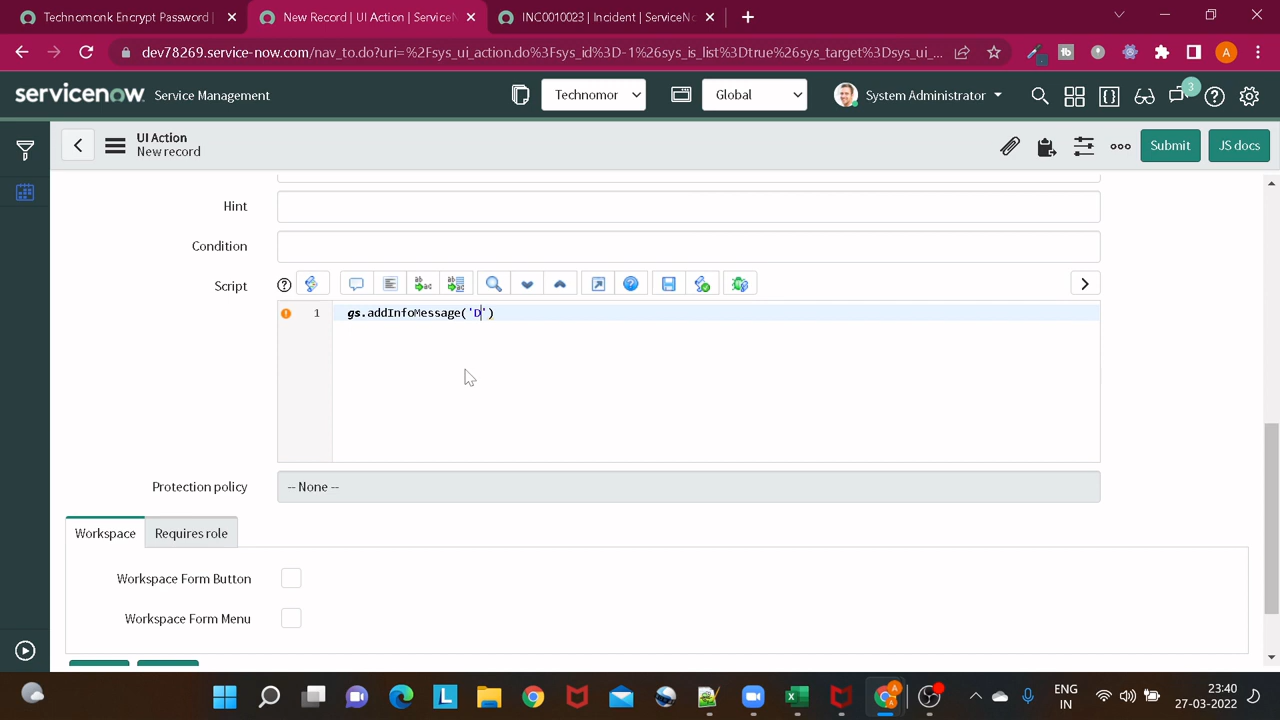 Technomonk Encrypt Password |
New Record | UI Action | ServiceN
INC0010023 | Incident | ServiceNo
dev78269.service-now.com/nav_to.do?uri=%2Fsys_ui_action.do%3Fsys_id%3D-1%26sys_is_list%3Dtrue%26sys_target%3Dsys_ui_...
servicenow Service Management
Technomor
Global
System Administrator
3
UI Action
New record
Submit
JS docs
Hint
Condition
Script
1 gs.addInfoMessage('D')
Protection policy
-- None --
Workspace
Requires role
Workspace Form Button
Workspace Form Menu
ENG
IN
23:40
27-03-2022